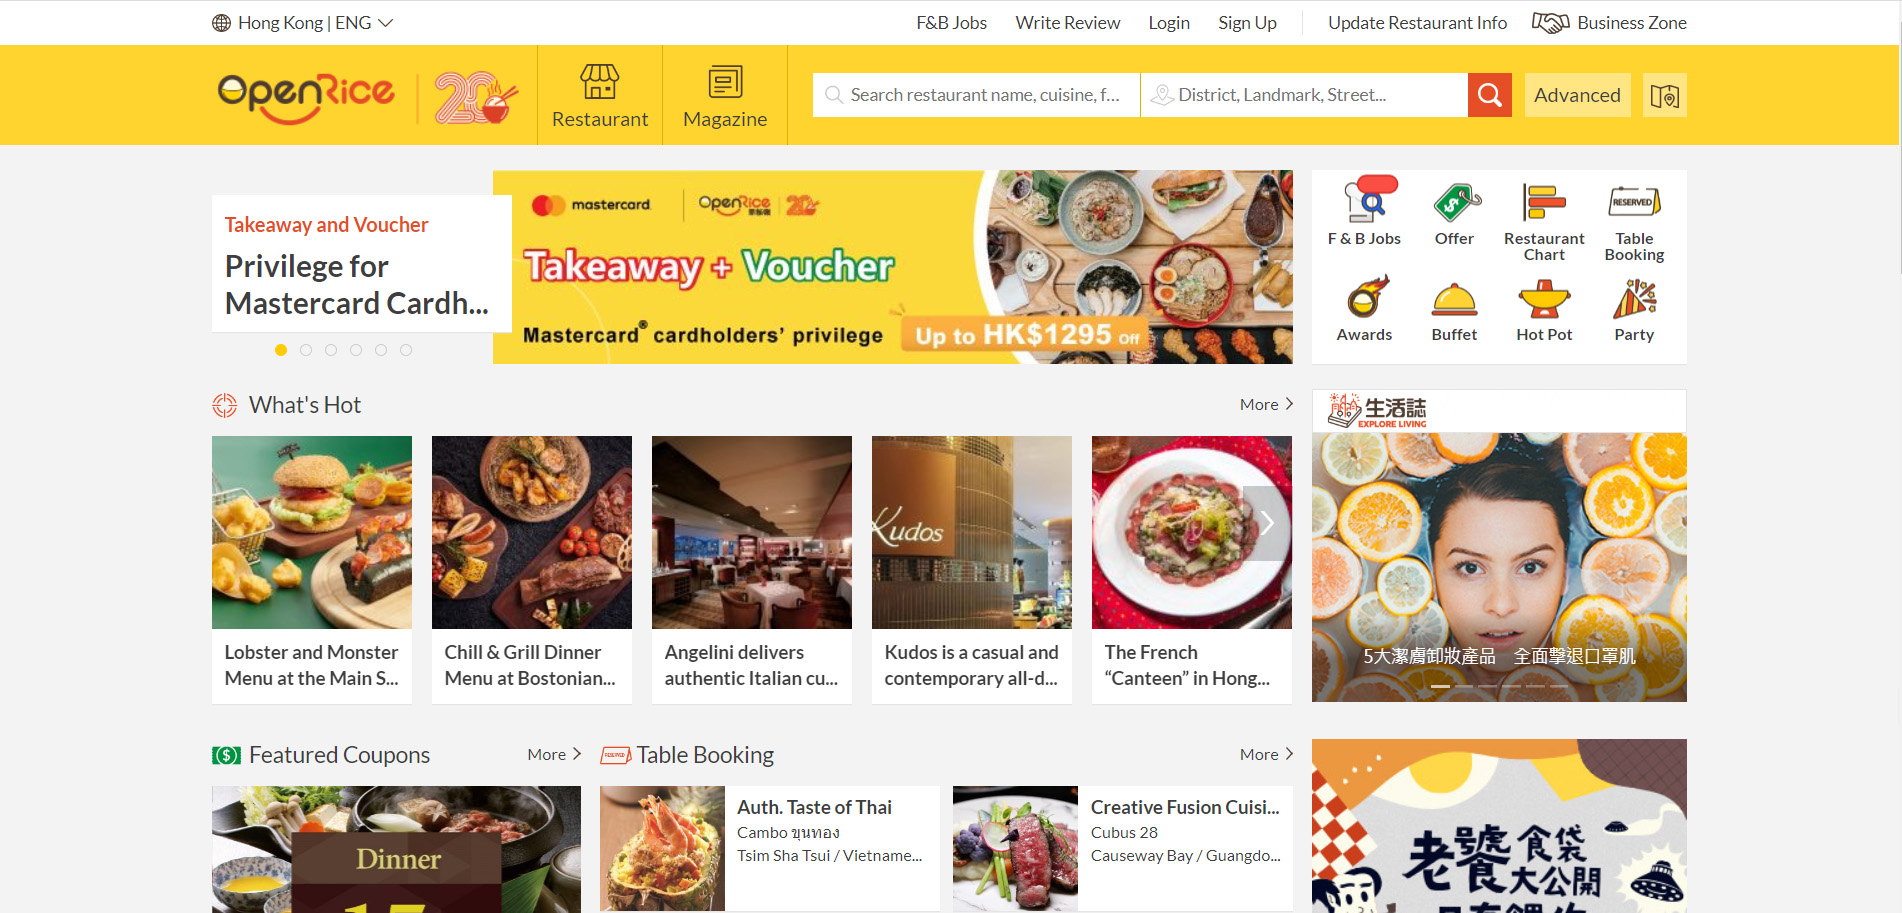 Hong Kong | ENG
F&B Jobs
Write Review
Login
Sign Up
Update Restaurant Info
Business Zone
OpenRice
20
Restaurant
Magazine
Search restaurant name, cuisine, f...
District, Landmark, Street...
Advanced
Takeaway and Voucher
Privilege for
Mastercard Cardh...
mastercard.
OpenRice
開飯喇
20
Takeaway + Voucher
Mastercard® cardholders' privilege
Up to HK$1295 Off
F & B Jobs
Offer
Restaurant
Chart
RESERVED
Table
Booking
Awards
Buffet
Hot Pot
Party
What's Hot
More
Kudos
Lobster and Monster
Menu at the Main S...
Chill & Grill Dinner
Menu at Bostonian...
Angelini delivers
authentic Italian cu...
Kudos is a casual and
contemporary all-d...
The French
“Canteen” in Hong...
生活誌
EXPLORE LIVING
5大潔膚卸妝產品 全面擊退口罩肌
Featured Coupons
More
RESERVED
Table Booking
More
Dinner
Auth. Taste of Thai
Cambo ขุนทอง
Tsim Sha Tsui / Vietname...
Creative Fusion Cuisi...
Cubus 28
Causeway Bay / Guangdo...
老饕食袋
大公開